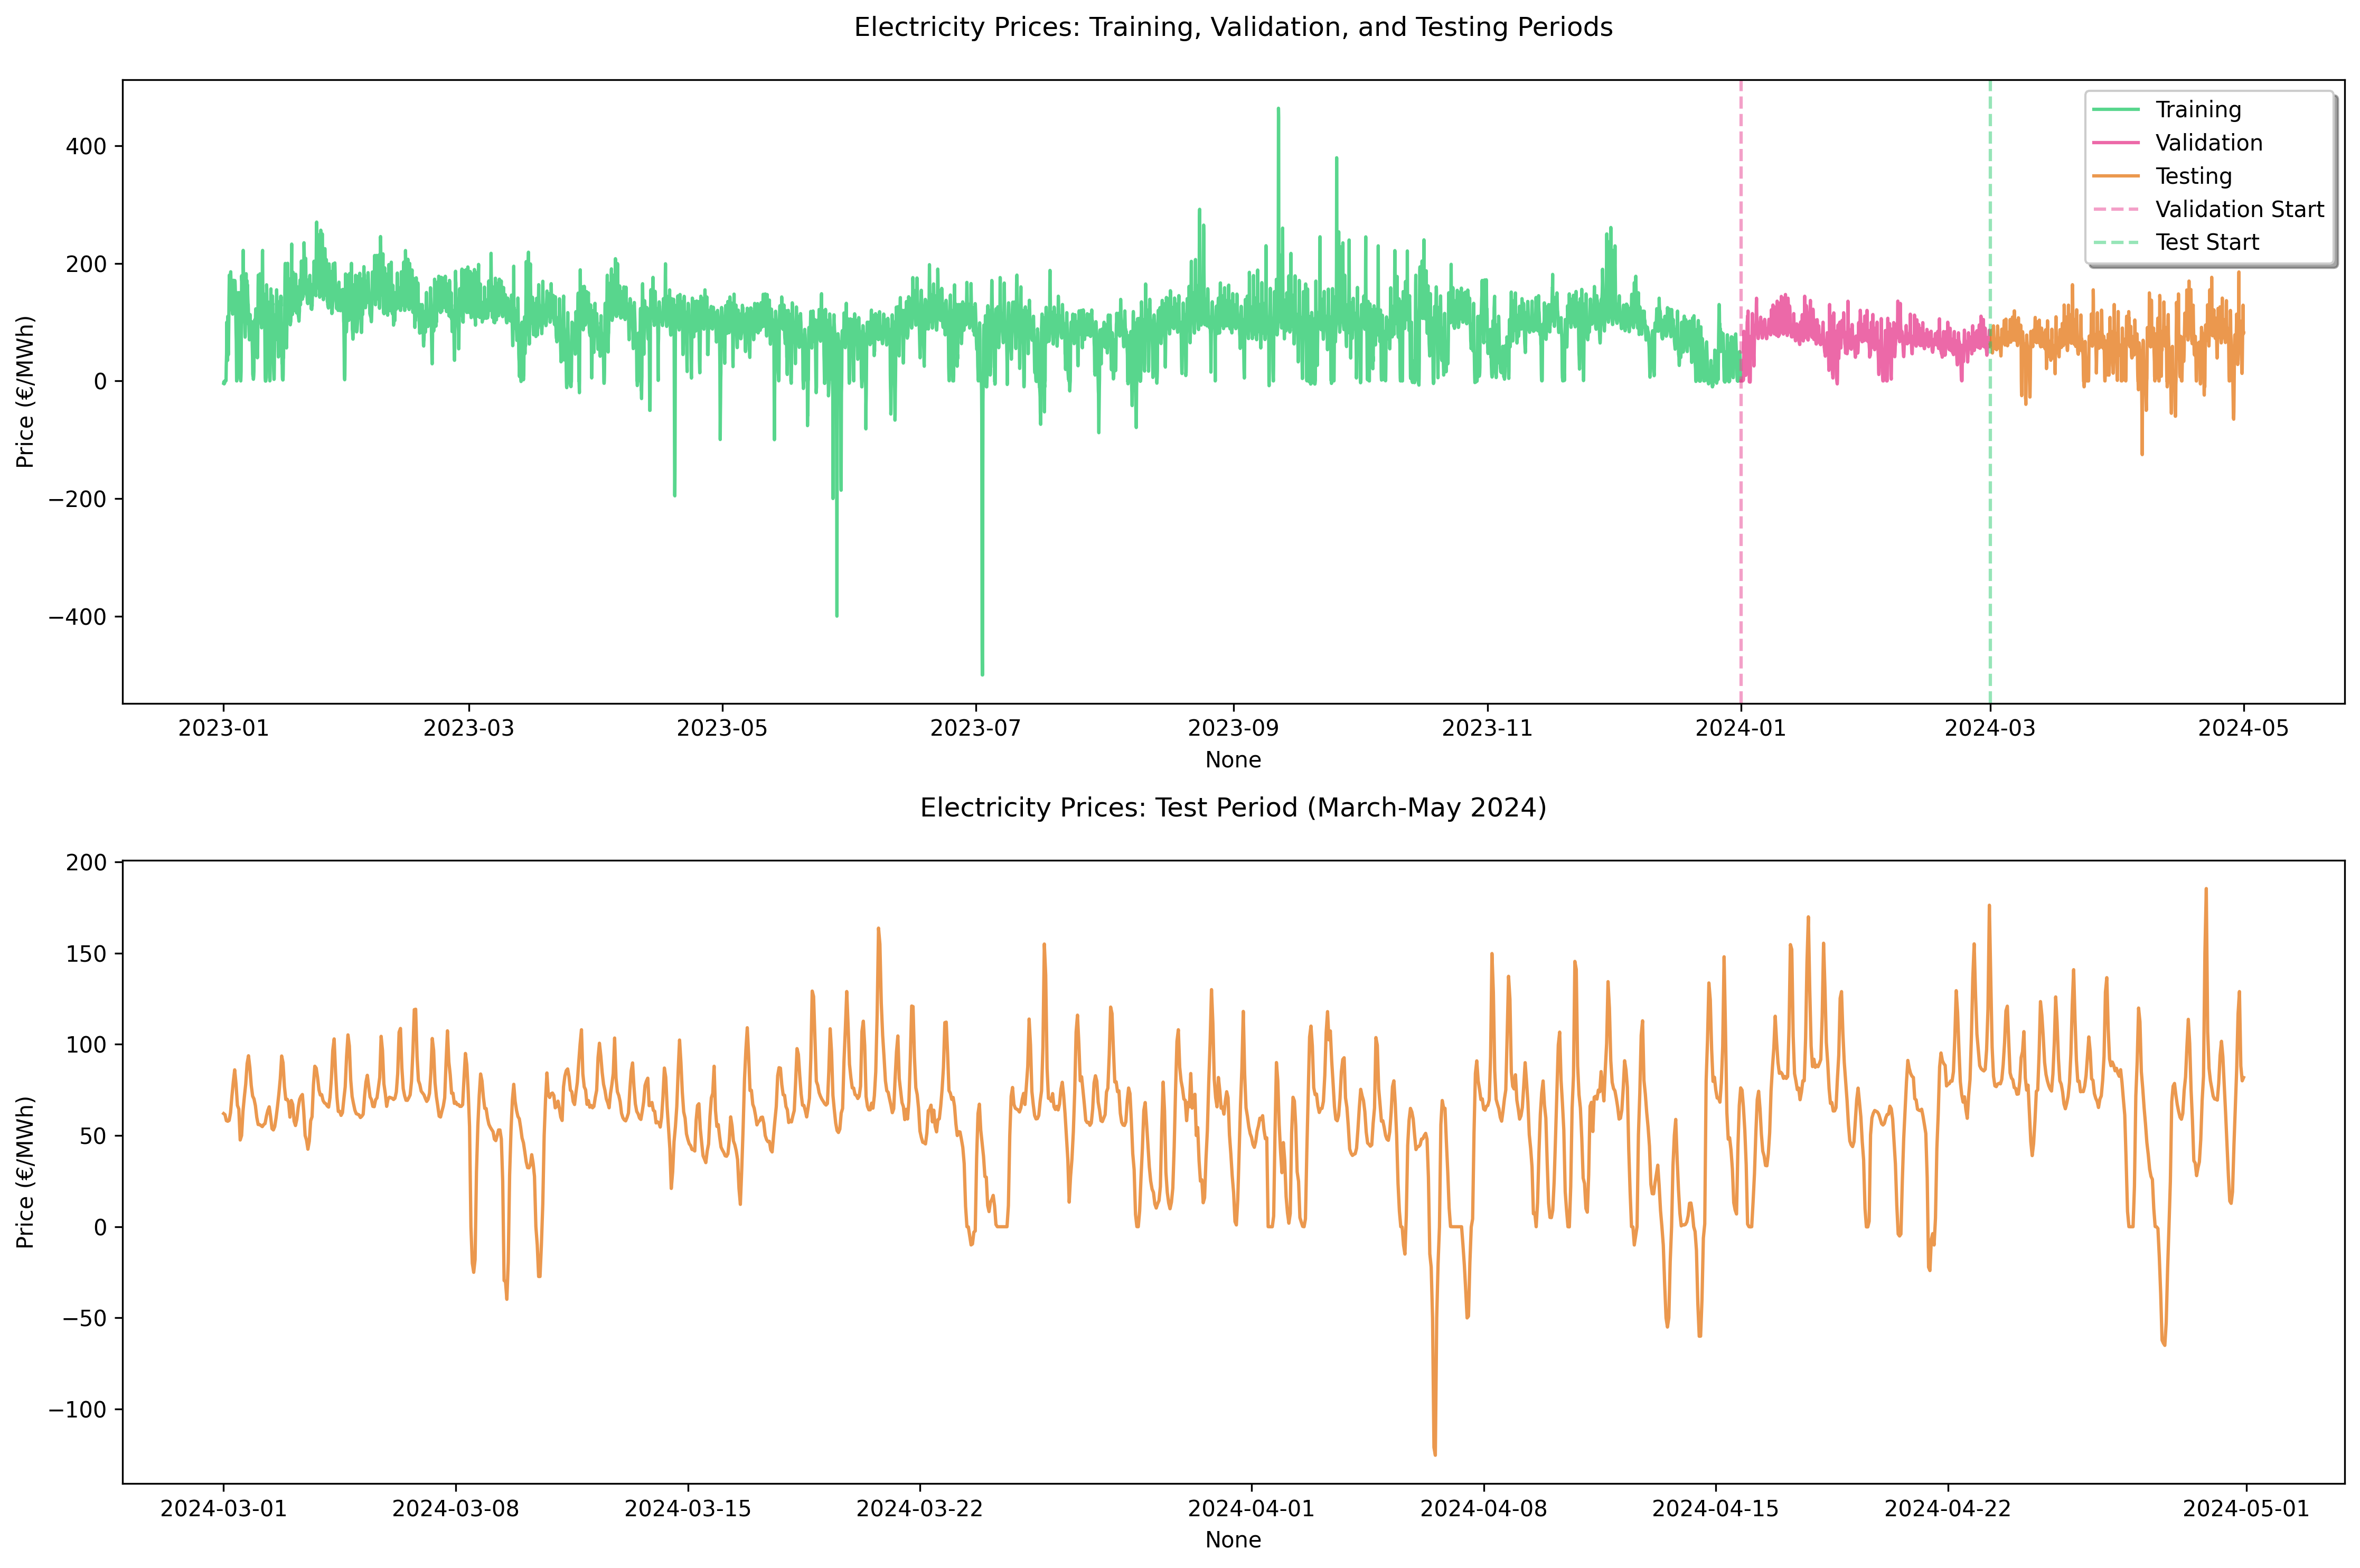 Electricity Prices: Training, Validation, and Testing Periods
Price (€/MWh)
400
200
0
−200
−400
Training
Validation
Testing
Validation Start
Test Start
2023-01 2023-03 2023-05 2023-07 2023-09 2023-11 2024-01 2024-03 2024-05
None
Electricity Prices: Test Period (March-May 2024)
Price (€/MWh)
200
150
100
50
0
−50
−100
2024-03-01 2024-03-08 2024-03-15 2024-03-22 2024-04-01 2024-04-08 2024-04-15 2024-04-22 2024-05-01
None